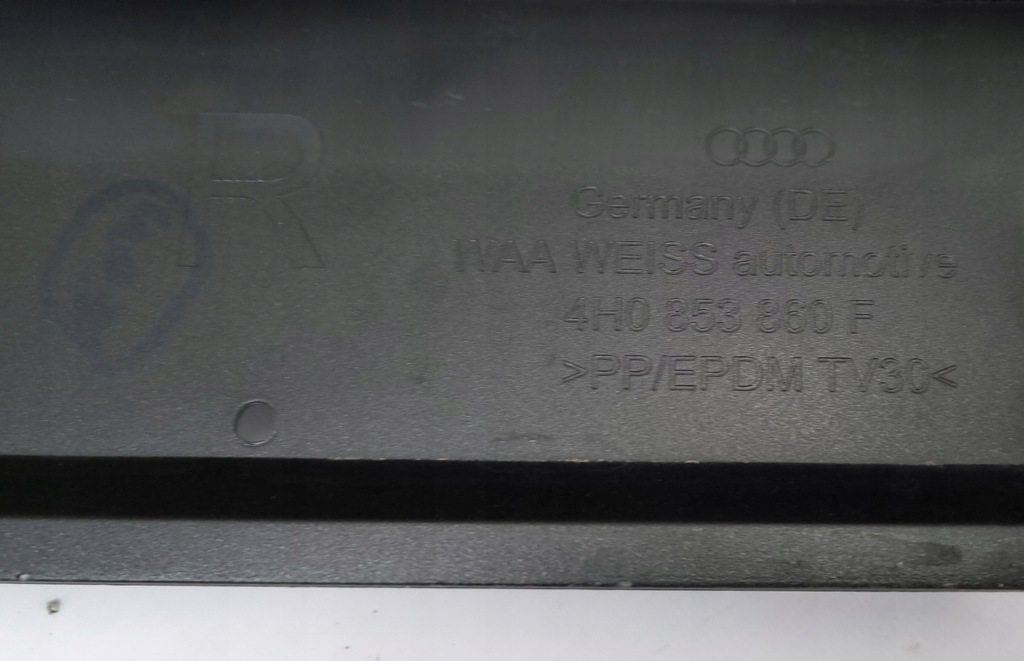 R
Germany (DE)
WAA WEISS automotive
4H0 853 860 F
>PP/EPDM TV30<